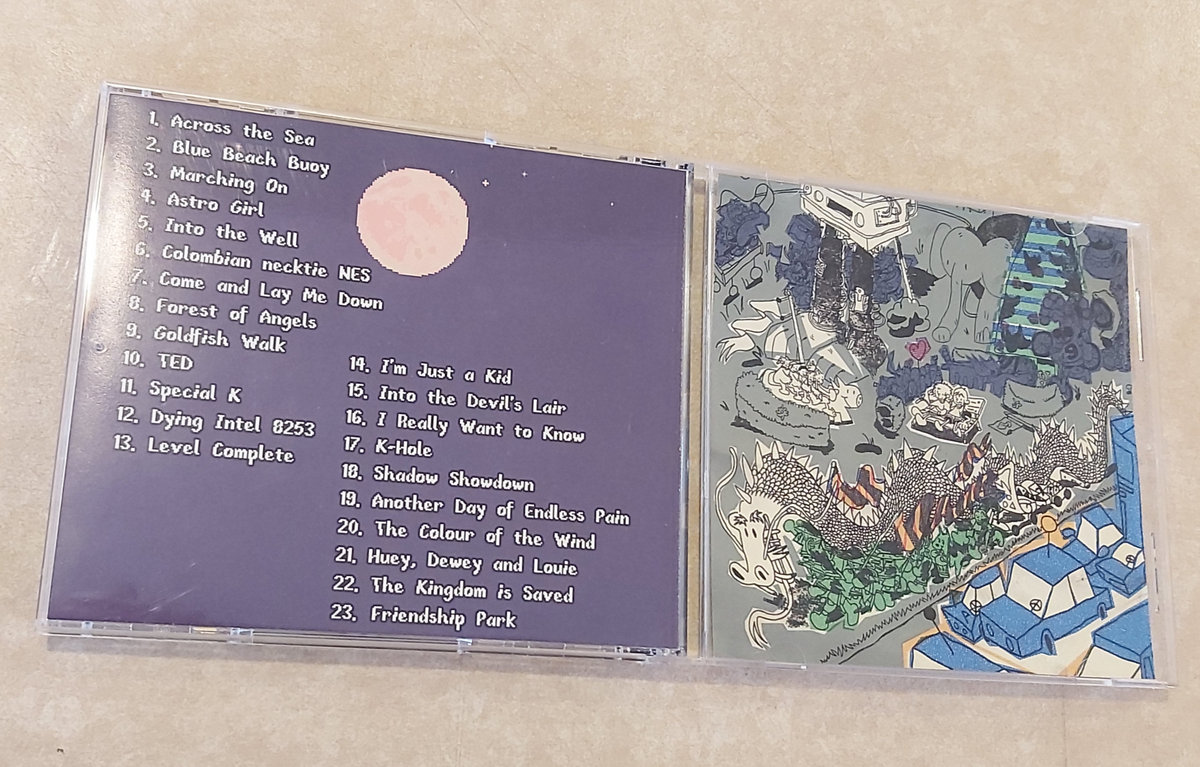 1. Across the Sea
2. Blue Beach Buoy
3. Marching On
4. Astro Girl
5. Into the Well
6. Colombian necktie NES
7. Come and Lay Me Down
8. Forest of Angels
9. Goldfish Walk
10. TED
11. Special K
12. Dying Intel 8253
13. Level Complete
14. I'm Just a Kid
15. Into the Devil's Lair
16. I Really Want to Know
17. K-Hole
18. Shadow Showdown
19. Another Day of Endless Pain
20. The Colour of the Wind
21. Huey, Dewey and Louie
22. The Kingdom is Saved
23. Friendship Park